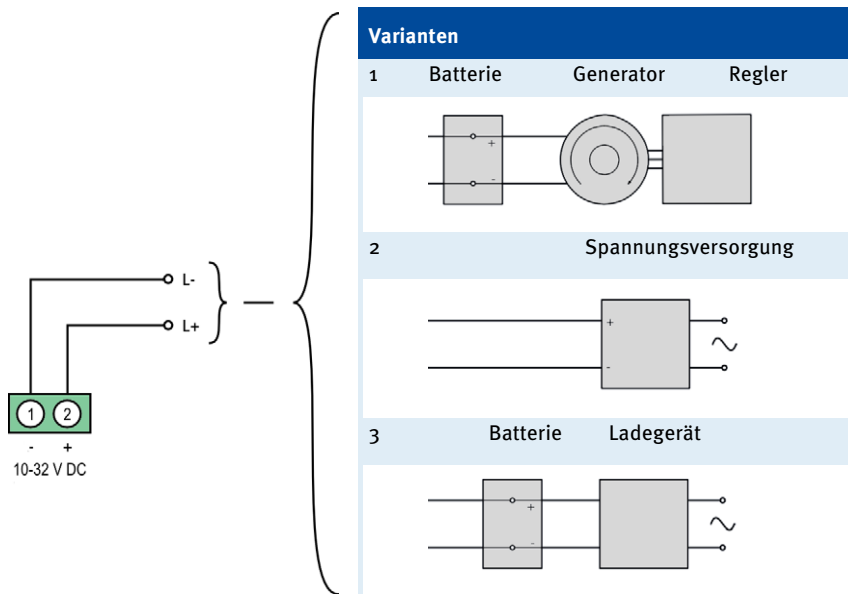 Varianten
1 Batterie Generator Regler
+
-
2 Spannungsversorgung
+
-
3 Batterie Ladegerät
+
-
L-
L+
1 2
- +
10-32 V DC